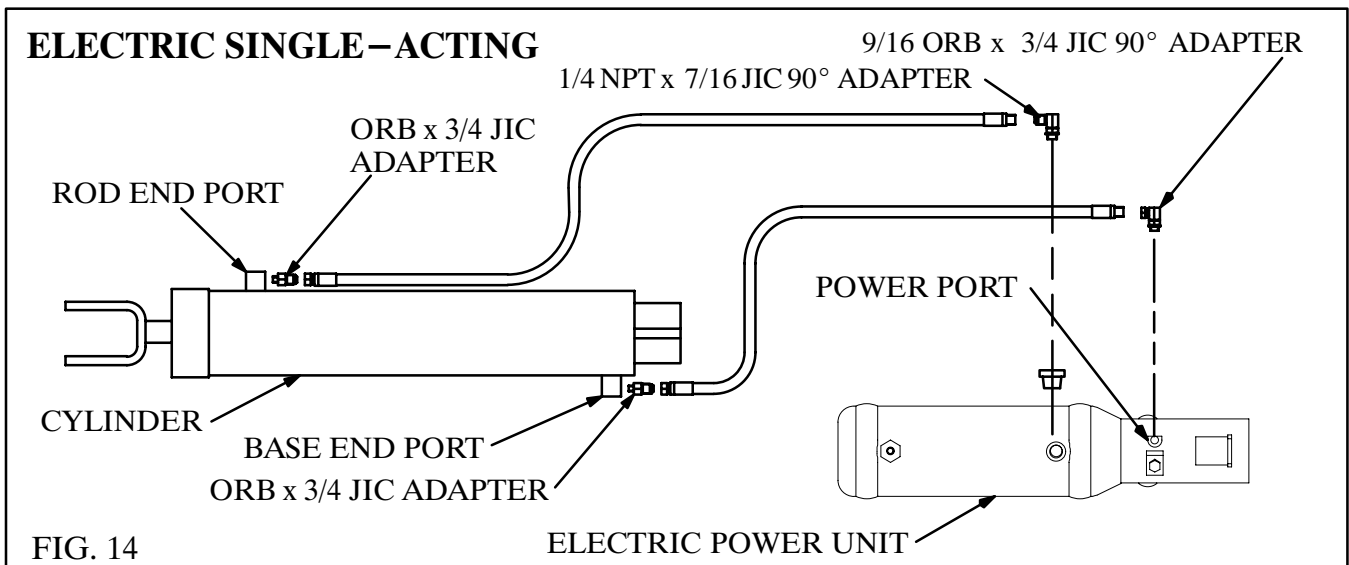 ELECTRIC SINGLE–ACTING
9/16 ORB x 3/4 JIC 90° ADAPTER
1/4 NPT x 7/16 JIC 90° ADAPTER
ORB x 3/4 JIC
ADAPTER
ROD END PORT
POWER PORT
CYLINDER
BASE END PORT
ORB x 3/4 JIC ADAPTER
ELECTRIC POWER UNIT
FIG. 14